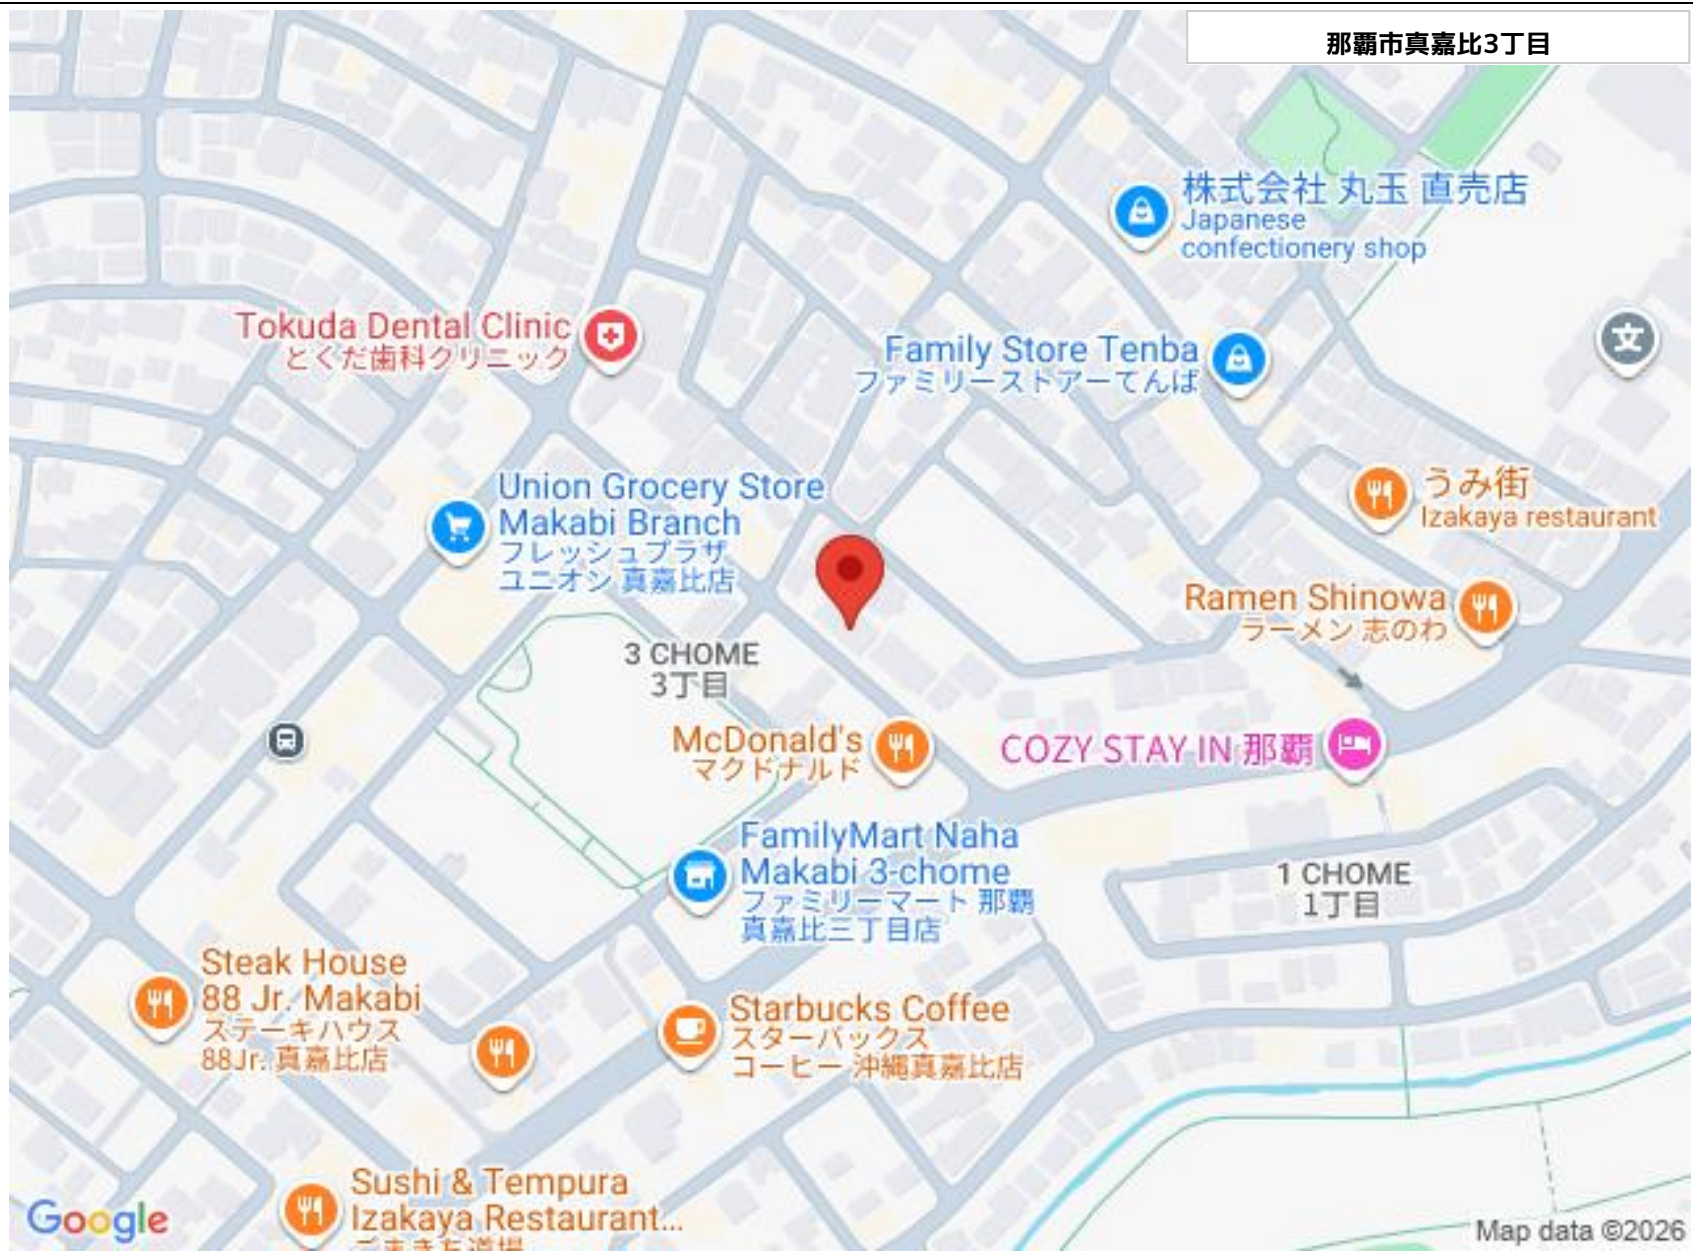 那覇市真嘉比3丁目
株式会社 丸玉 直売店
Japanese
confectionery shop
Tokuda Dental Clinic
とくだ歯科クリニック
Family Store Tenba
ファミリーストアーてんば
文
Union Grocery Store
Makabi Branch
フレッシュプラザ
ユニオン 真嘉比店
うみ街
Izakaya restaurant
Ramen Shinowa
ラーメン 志のわ
3 CHOME
3丁目
McDonald's
マクドナルド
COZY STAY IN 那覇
FamilyMart Naha
Makabi 3-chome
ファミリーマート 那覇
真嘉比三丁目店
1 CHOME
1丁目
Steak House
88 Jr. Makabi
ステーキハウス
88Jr. 真嘉比店
Starbucks Coffee
スターバックス
コーヒー 沖縄真嘉比店
Sushi & Tempura
Izakaya Restaurant...
Google
Map data ©2026